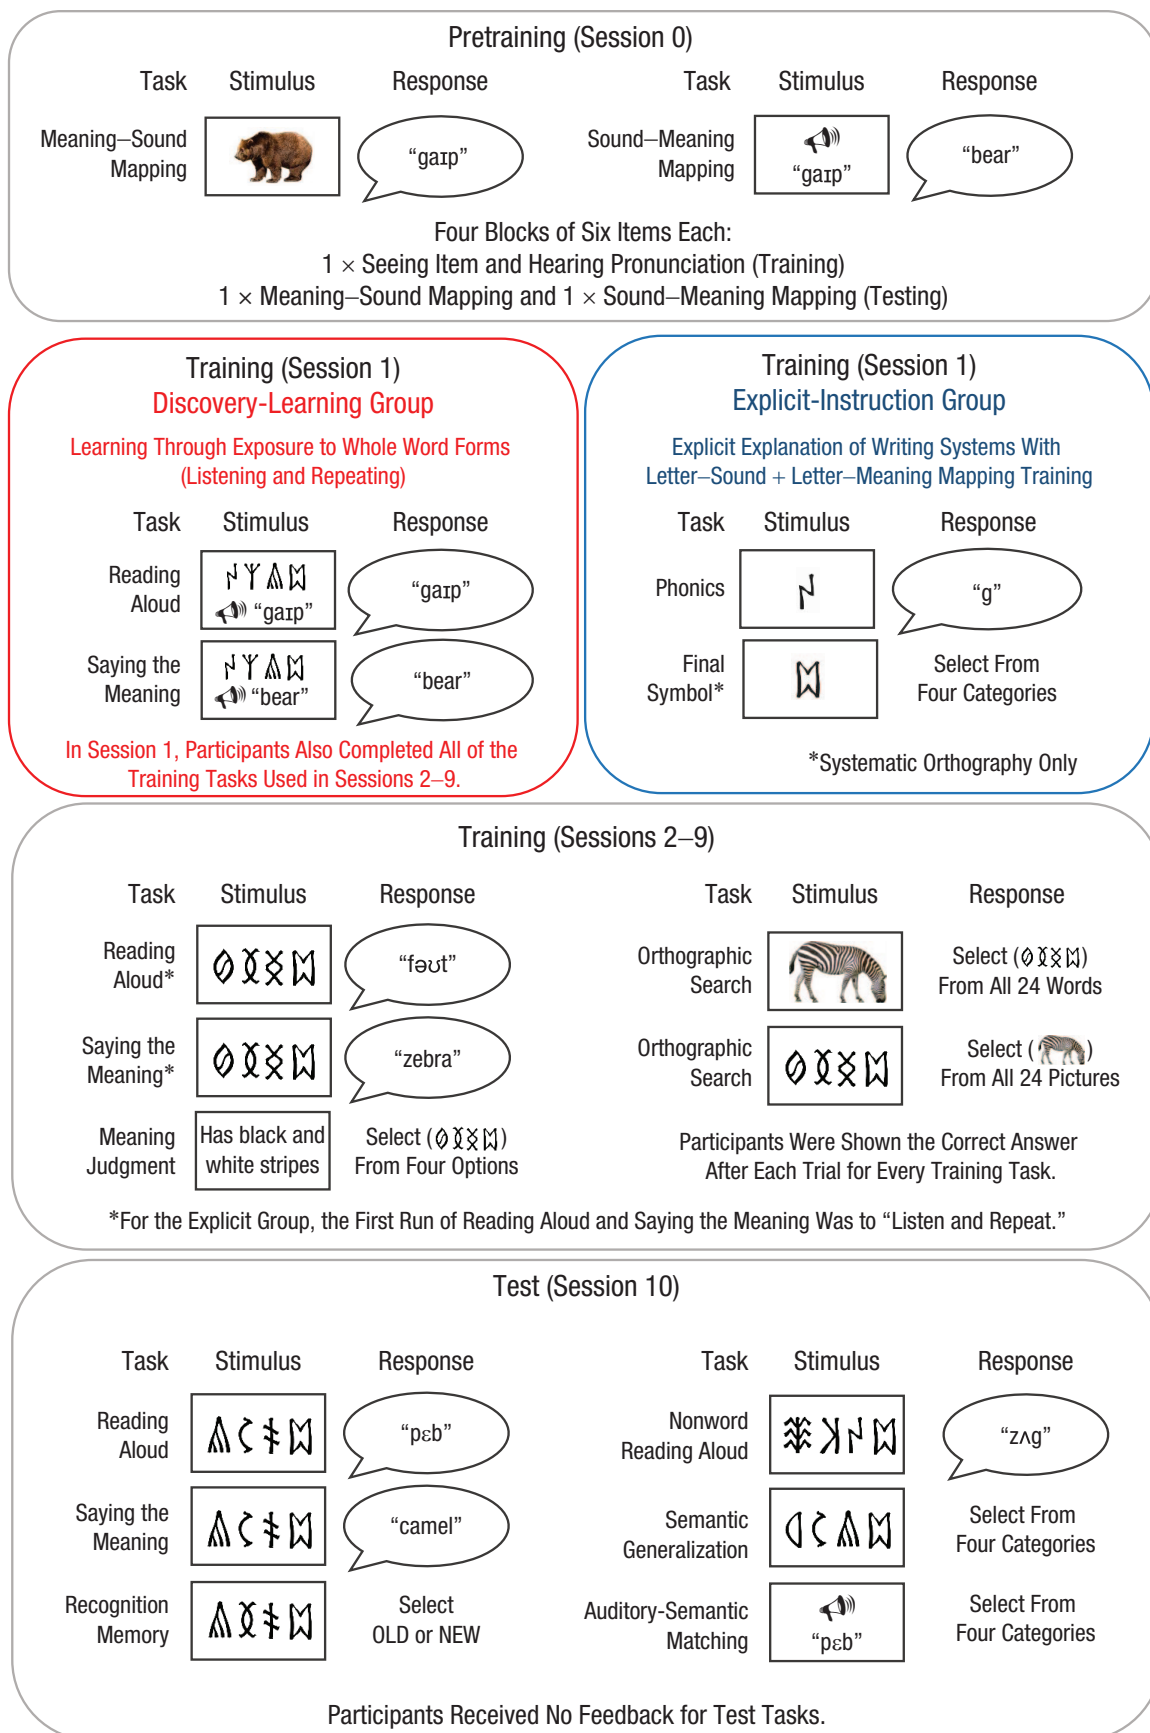 Pretraining (Session 0)
Task Stimulus Response Task Stimulus Response
Meaning–Sound Mapping
“gaɪp”
Sound–Meaning Mapping
“gaɪp”
“bear”
Four Blocks of Six Items Each:
1 × Seeing Item and Hearing Pronunciation (Training)
1 × Meaning–Sound Mapping and 1 × Sound–Meaning Mapping (Testing)
Training (Session 1)
Discovery-Learning Group
Learning Through Exposure to Whole Word Forms
(Listening and Repeating)
Task Stimulus Response
Reading
Aloud
“gaɪp”
“gaɪp”
Saying the
Meaning
“bear”
“bear”
In Session 1, Participants Also Completed All of the
Training Tasks Used in Sessions 2–9.
Training (Session 1)
Explicit-Instruction Group
Explicit Explanation of Writing Systems With
Letter–Sound + Letter–Meaning Mapping Training
Task Stimulus Response
Phonics
“g”
Final
Symbol*
Select From
Four Categories
*Systematic Orthography Only
Training (Sessions 2–9)
Task Stimulus Response
Reading
Aloud*
“fəʊt”
Saying the
Meaning*
“zebra”
Meaning
Judgment
Has black and
white stripes
Select ( )
From Four Options
Task Stimulus Response
Orthographic
Search
Select ( )
From All 24 Words
Orthographic
Search
Select ( )
From All 24 Pictures
Participants Were Shown the Correct Answer
After Each Trial for Every Training Task.
*For the Explicit Group, the First Run of Reading Aloud and Saying the Meaning Was to “Listen and Repeat.”
Test (Session 10)
Task Stimulus Response
Reading
Aloud
“pɛb”
Saying the
Meaning
“camel”
Recognition
Memory
Select
OLD or NEW
Task Stimulus Response
Nonword
Reading Aloud
“zʌg”
Semantic
Generalization
Select From
Four Categories
Auditory-Semantic
Matching
“pɛb”
Select From
Four Categories
Participants Received No Feedback for Test Tasks.